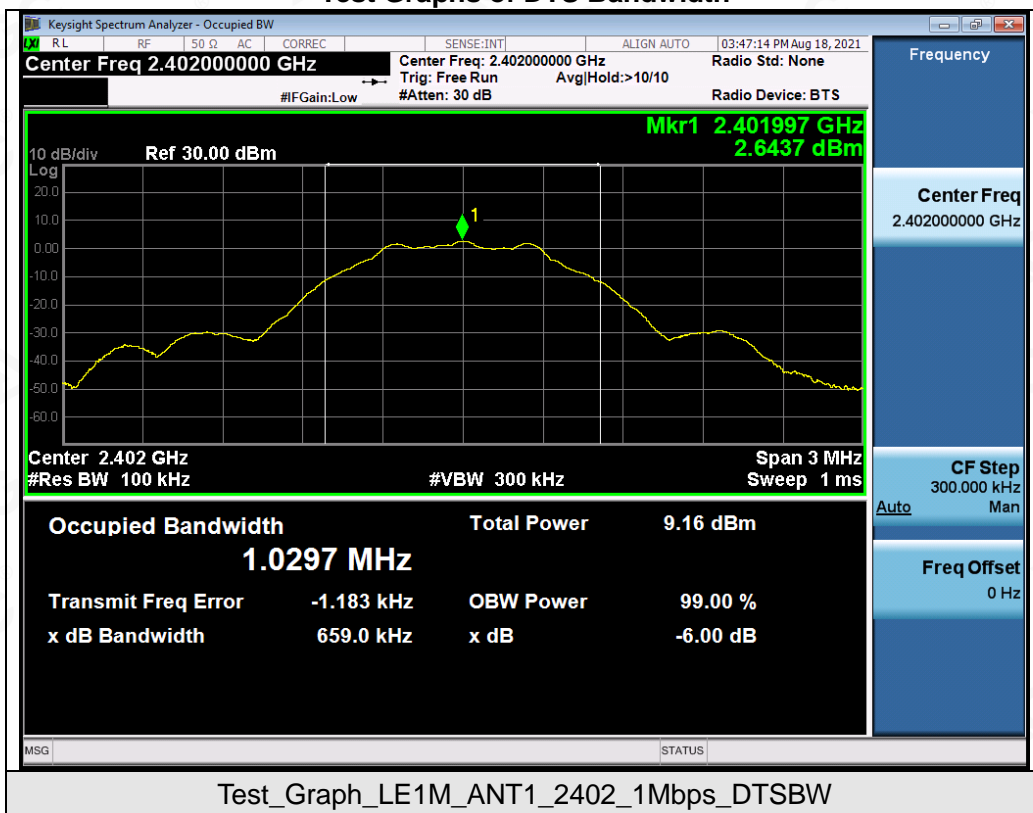 Test Graphs of DTS Bandwidth
Keysight Spectrum Analyzer - Occupied BW
LXI RL RF 50 Ω AC CORREC SENSE:INT ALIGN AUTO 03:47:14 PM Aug 18, 2021
Center Freq 2.402000000 GHz
Center Freq: 2.402000000 GHz
Radio Std: None
Trig: Free Run Avg|Hold:>10/10
#IFGain:Low
#Atten: 30 dB
Radio Device: BTS
Frequency
Mkr1 2.401997 GHz
2.6437 dBm
10 dB/div Ref 30.00 dBm
Log
20.0
10.0
0.00
-10.0
-20.0
-30.0
-40.0
-50.0
-60.0
1
Center 2.402 GHz
Span 3 MHz
#Res BW 100 kHz
#VBW 300 kHz
Sweep 1 ms
Center Freq
2.402000000 GHz
CF Step
300.000 kHz
Auto Man
Freq Offset
0 Hz
Occupied Bandwidth
1.0297 MHz
Total Power 9.16 dBm
Transmit Freq Error -1.183 kHz
OBW Power 99.00 %
x dB Bandwidth 659.0 kHz
x dB -6.00 dB
MSG
STATUS
Test_Graph_LE1M_ANT1_2402_1Mbps_DTSBW